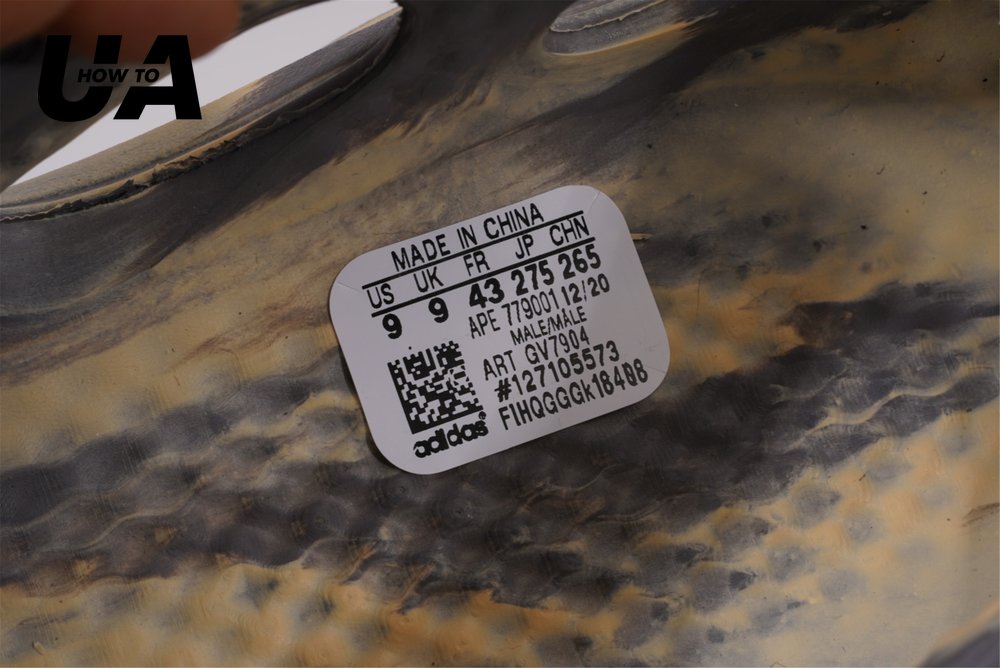 HOW TO
UA
MADE IN CHINA
US UK FR JP CHN
9 9 43 275 265
APE 779001 12/20
MALE/MÂLE
ART GV7904
#127105573
FIHQGGGk18488
adidas®